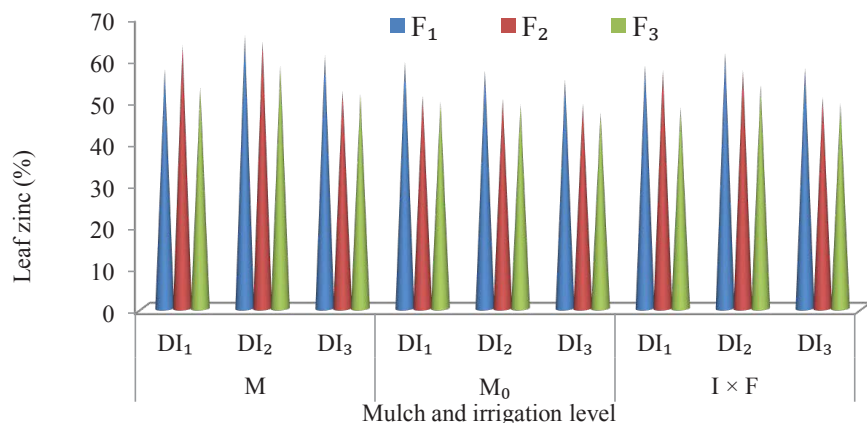 70
F₁ F₂ F₃
60
50
40
30
20
10
0
Leaf zinc (%)
DI₁ DI₂ DI₃ DI₁ DI₂ DI₃ DI₁ DI₂ DI₃
M M₀ I × F
Mulch and irrigation level